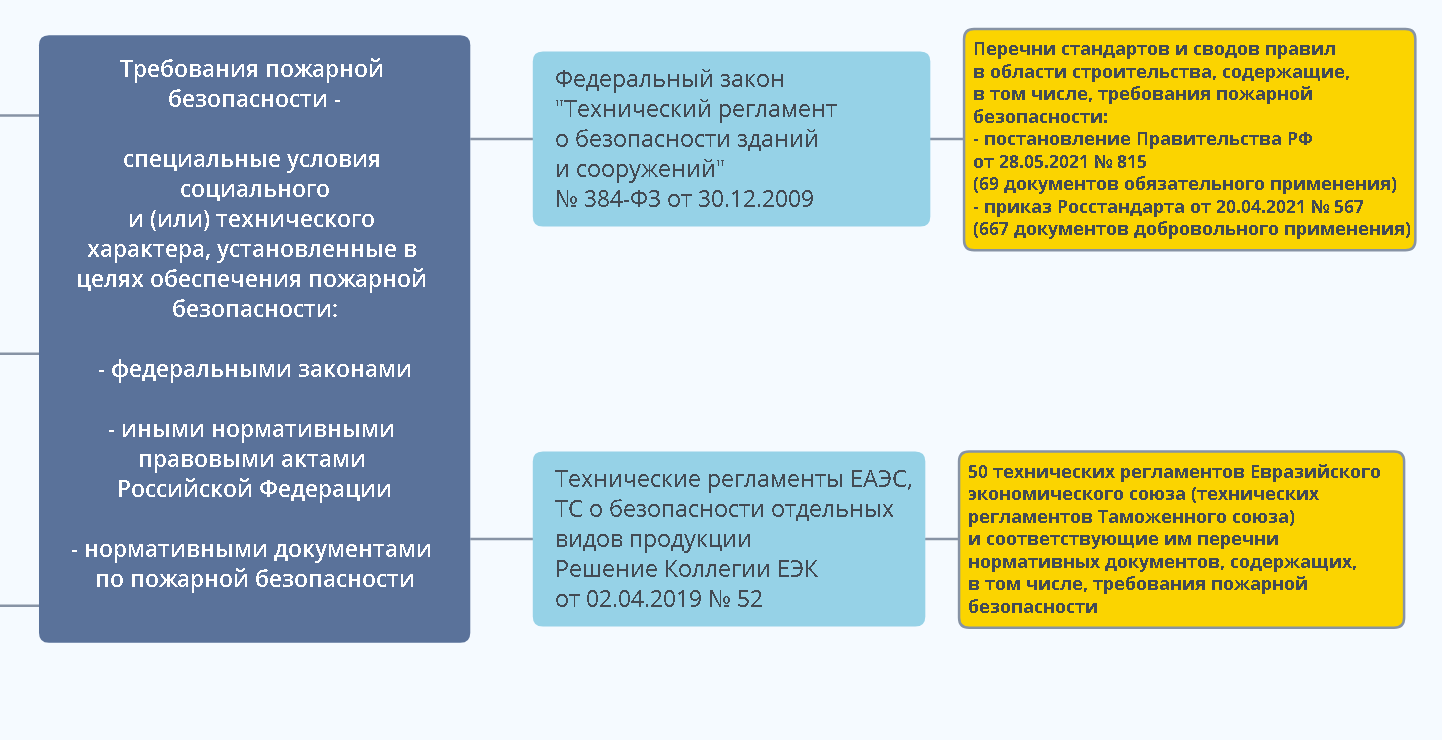 Требования пожарной
безопасности -
специальные условия
социального
и (или) технического
характера, установленные в
целях обеспечения пожарной
безопасности:
- федеральными законами
- иными нормативными
правовыми актами
Российской Федерации
- нормативными документами
по пожарной безопасности
Федеральный закон
"Технический регламент
о безопасности зданий
и сооружений"
№ 384-ФЗ от 30.12.2009
Перечни стандартов и сводов правил
в области строительства, содержащие,
в том числе, требования пожарной
безопасности:
- постановление Правительства РФ
от 28.05.2021 № 815
(69 документов обязательного применения)
- приказ Росстандарта от 20.04.2021 № 567
(667 документов добровольного применения)
Технические регламенты ЕАЭС,
ТС о безопасности отдельных
видов продукции
Решение Коллегии ЕЭК
от 02.04.2019 № 52
50 технических регламентов Евразийского
экономического союза (технических
регламентов Таможенного союза)
и соответствующие им перечни
нормативных документов, содержащих,
в том числе, требования пожарной
безопасности